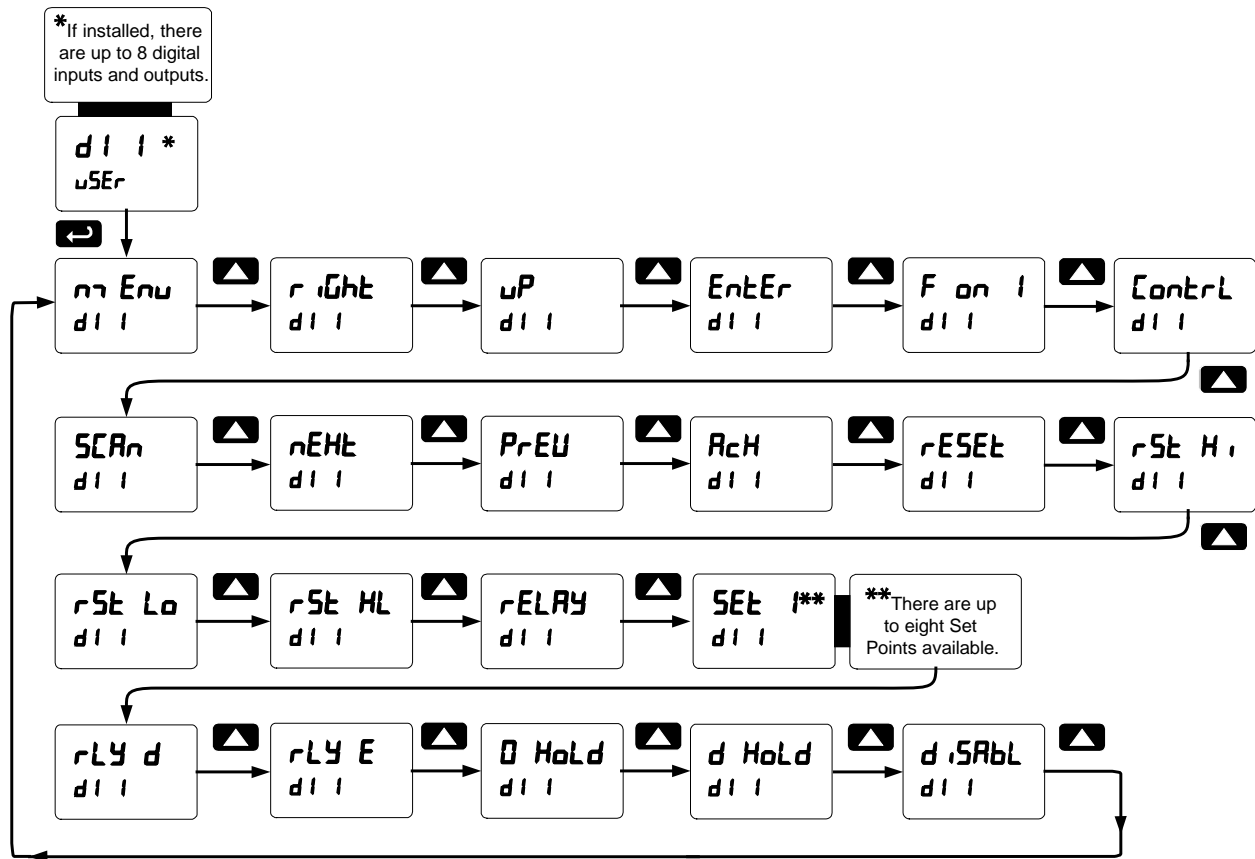 *If installed, there
are up to 8 digital
inputs and outputs.
dI 1 *
uSEr
mEnu
dI 1
riGht
dI 1
uP
dI 1
EntEr
dI 1
F on 1
dI 1
ContrL
dI 1
SCAn
dI 1
nEHt
dI 1
PrEV
dI 1
AcH
dI 1
rESEt
dI 1
rSt Hi
dI 1
rSt Lo
dI 1
rSt HL
dI 1
rELAY
dI 1
SEt 1**
dI 1
**There are up
to eight Set
Points available.
rLY d
dI 1
rLY E
dI 1
O HoLd
dI 1
d HoLd
dI 1
diSAbL
dI 1